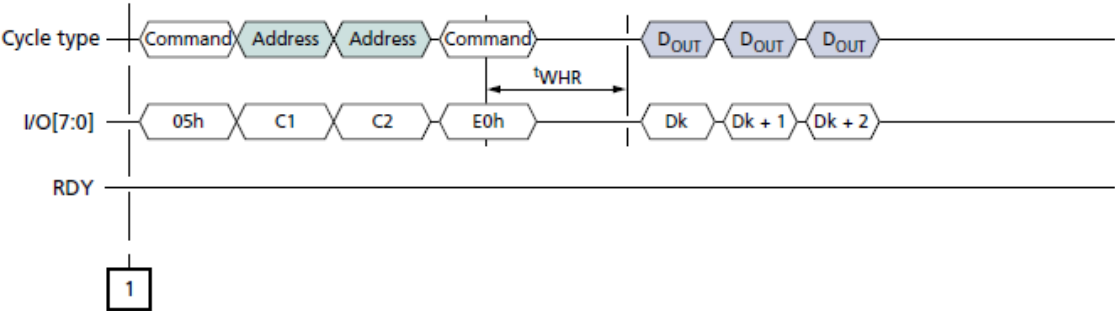 Cycle type Command Address Address Command DOUT DOUT DOUT
tWHR
I/O[7:0] 05h C1 C2 E0h Dk Dk + 1 Dk + 2
RDY
1